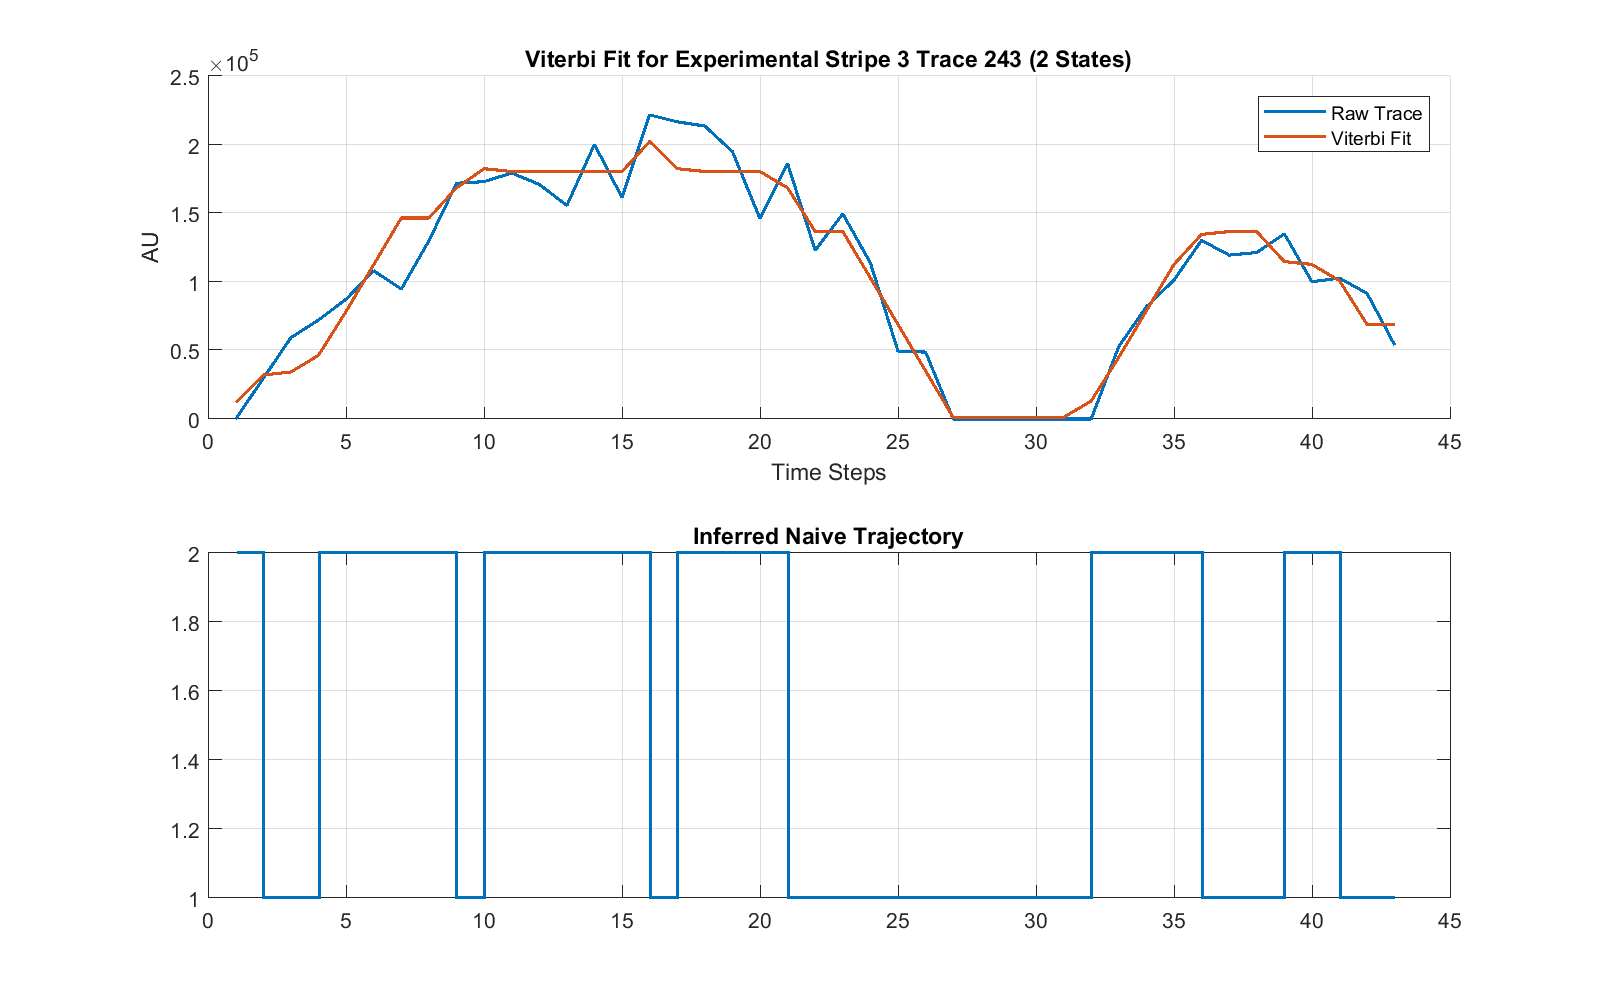 Viterbi Fit for Experimental Stripe 3 Trace 243 (2 States)
×10^5
2.5
2
1.5
1
0.5
0
AU
Raw Trace
Viterbi Fit
0 5 10 15 20 25 30 35 40 45
Time Steps
Inferred Naive Trajectory
2
1.8
1.6
1.4
1.2
1
0 5 10 15 20 25 30 35 40 45